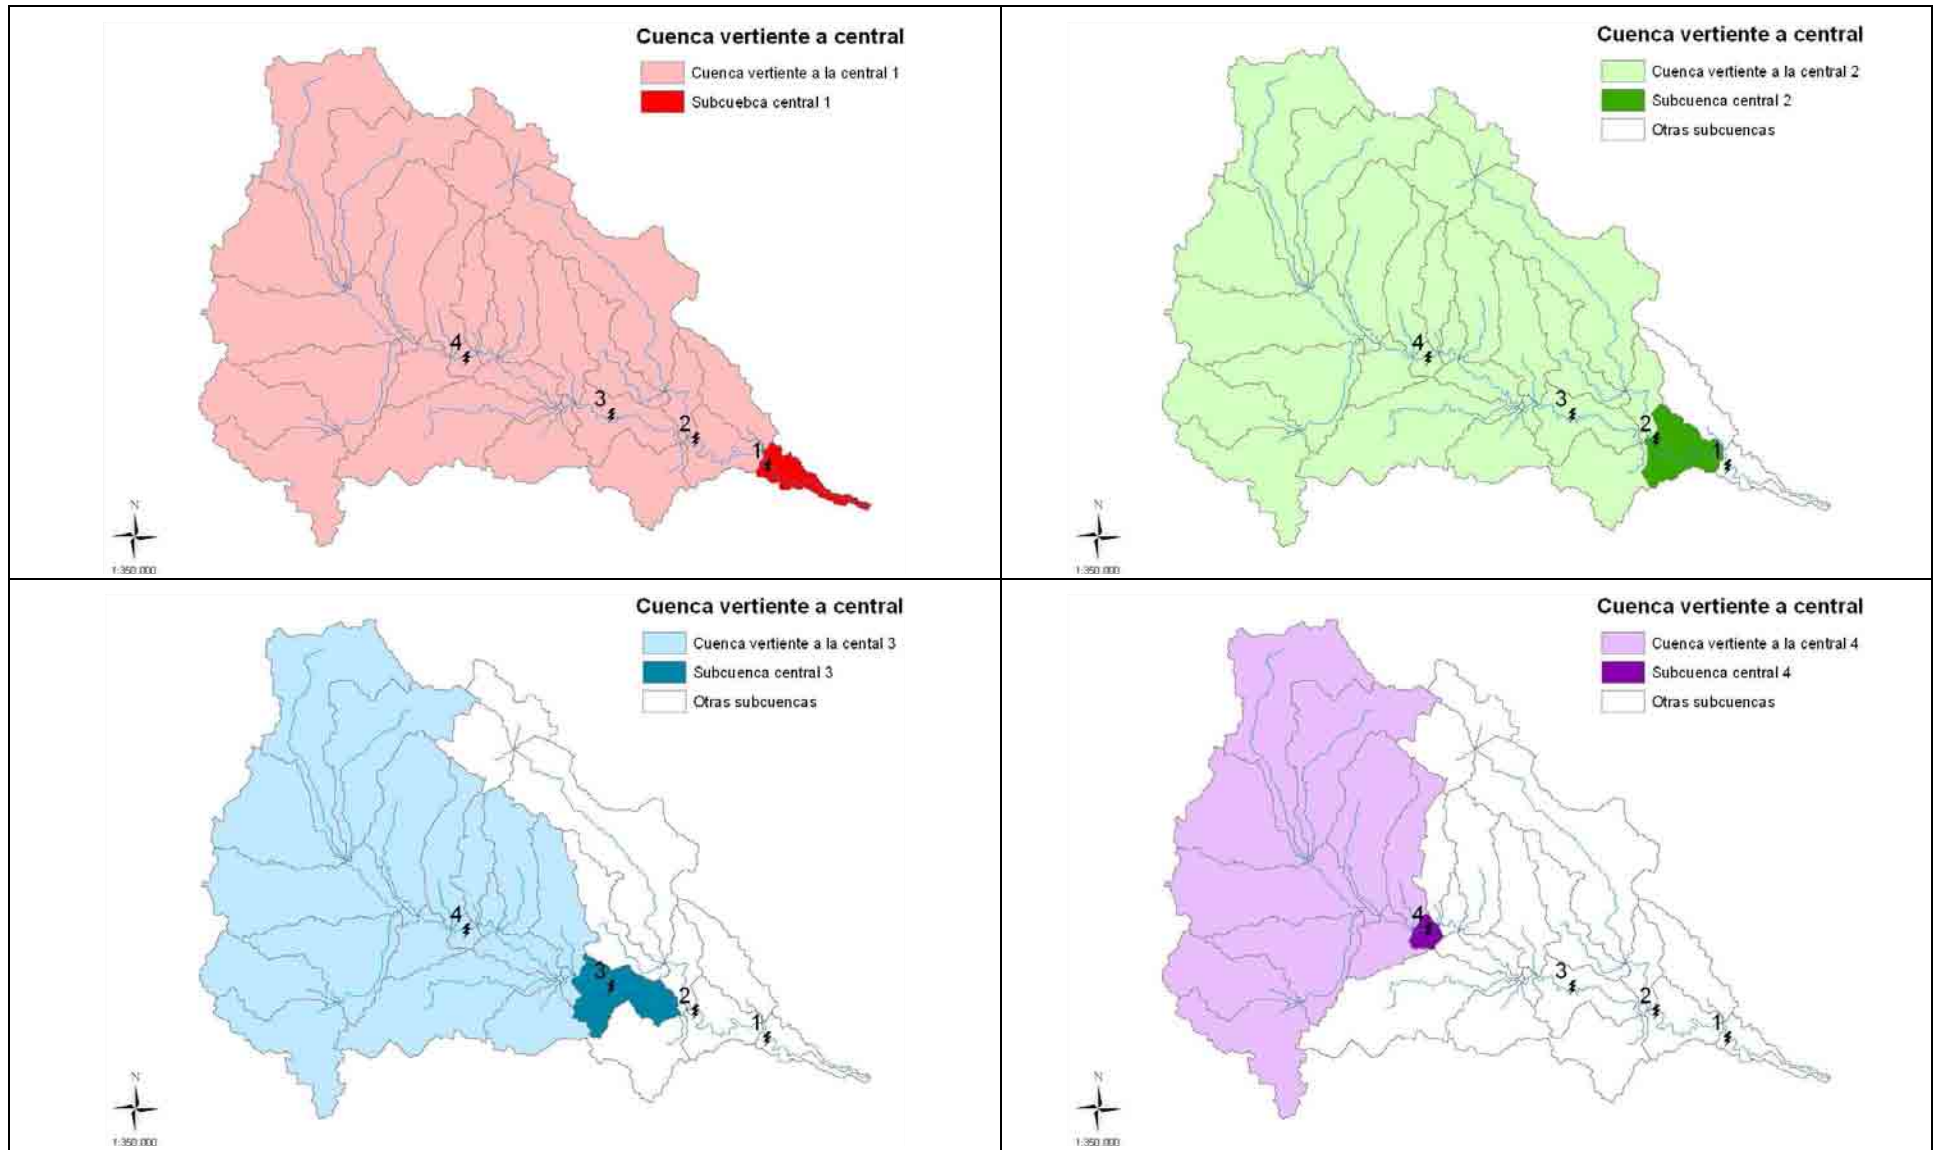 Cuenca vertiente a central
Cuenca vertiente a la central 1
Subcuebca central 1
4
3
2
1
N
1:350.000
Cuenca vertiente a central
Cuenca vertiente a la central 2
Subcuenca central 2
Otras subcuencas
4
3
2
1
N
1:350.000
Cuenca vertiente a central
Cuenca vertiente a la cental 3
Subcuenca central 3
Otras subcuencas
4
3
2
1
N
1:350.000
Cuenca vertiente a central
Cuenca vertiente a la central 4
Subcuenca central 4
Otras subcuencas
4
3
2
1
N
1:350.000